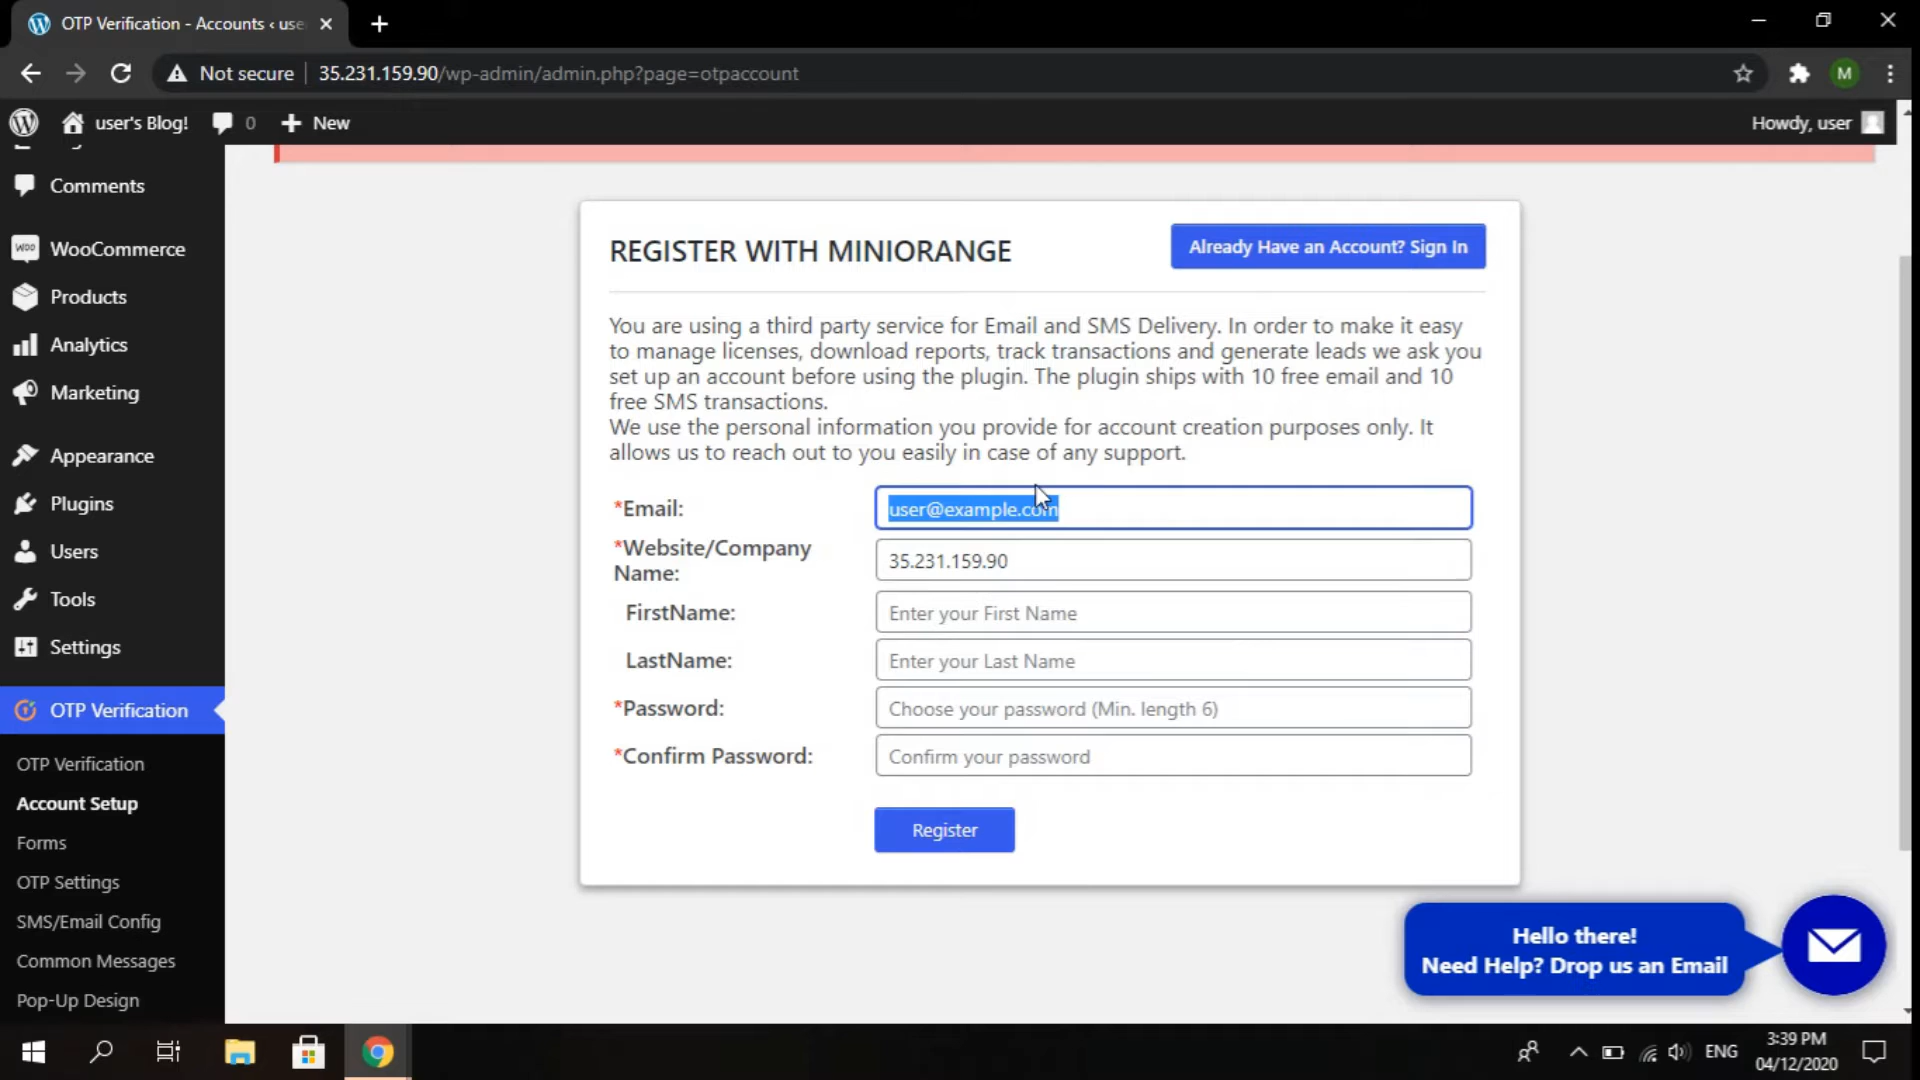 OTP Verification - Accounts ‹ use
Not secure
35.231.159.90/wp-admin/admin.php?page=otpaccount
M
user's Blog!
0
New
Howdy, user
Comments
WooCommerce
Products
Analytics
Marketing
Appearance
Plugins
Users
Tools
Settings
OTP Verification
OTP Verification
Account Setup
Forms
OTP Settings
SMS/Email Config
Common Messages
Pop-Up Design
REGISTER WITH MINIORANGE
Already Have an Account? Sign In
You are using a third party service for Email and SMS Delivery. In order to make it easy
to manage licenses, download reports, track transactions and generate leads we ask you
set up an account before using the plugin. The plugin ships with 10 free email and 10
free SMS transactions.
We use the personal information you provide for account creation purposes only. It
allows us to reach out to you easily in case of any support.
*Email:
user@example.com
*Website/Company
Name:
35.231.159.90
FirstName:
Enter your First Name
LastName:
Enter your Last Name
*Password:
Choose your password (Min. length 6)
*Confirm Password:
Confirm your password
Register
Hello there!
Need Help? Drop us an Email
ENG
3:39 PM
04/12/2020